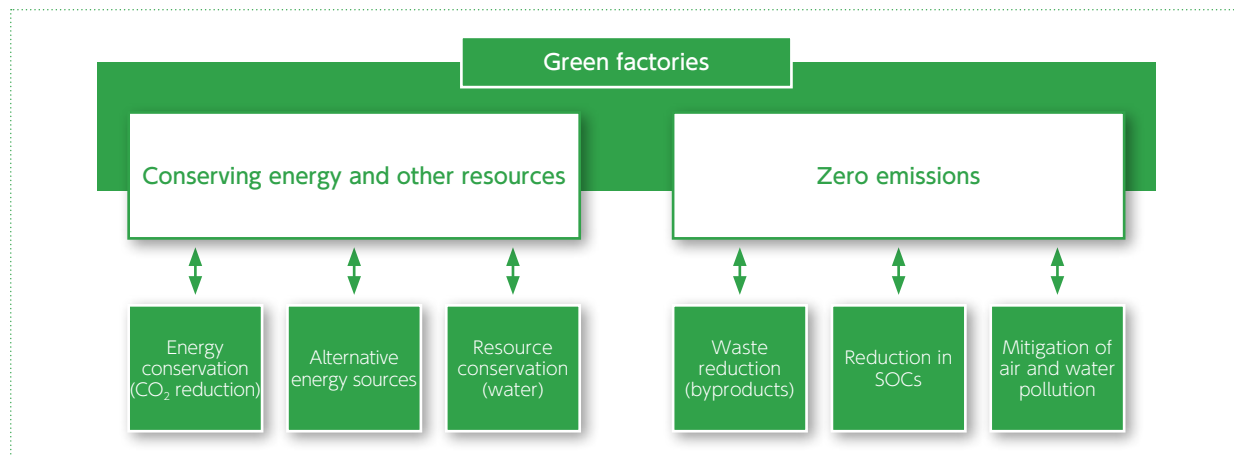 Green factories
Conserving energy and other resources
Zero emissions
Energy
conservation
(CO₂ reduction)
Alternative
energy sources
Resource
conservation
(water)
Waste
reduction
(byproducts)
Reduction in
SOCs
Mitigation of
air and water
pollution